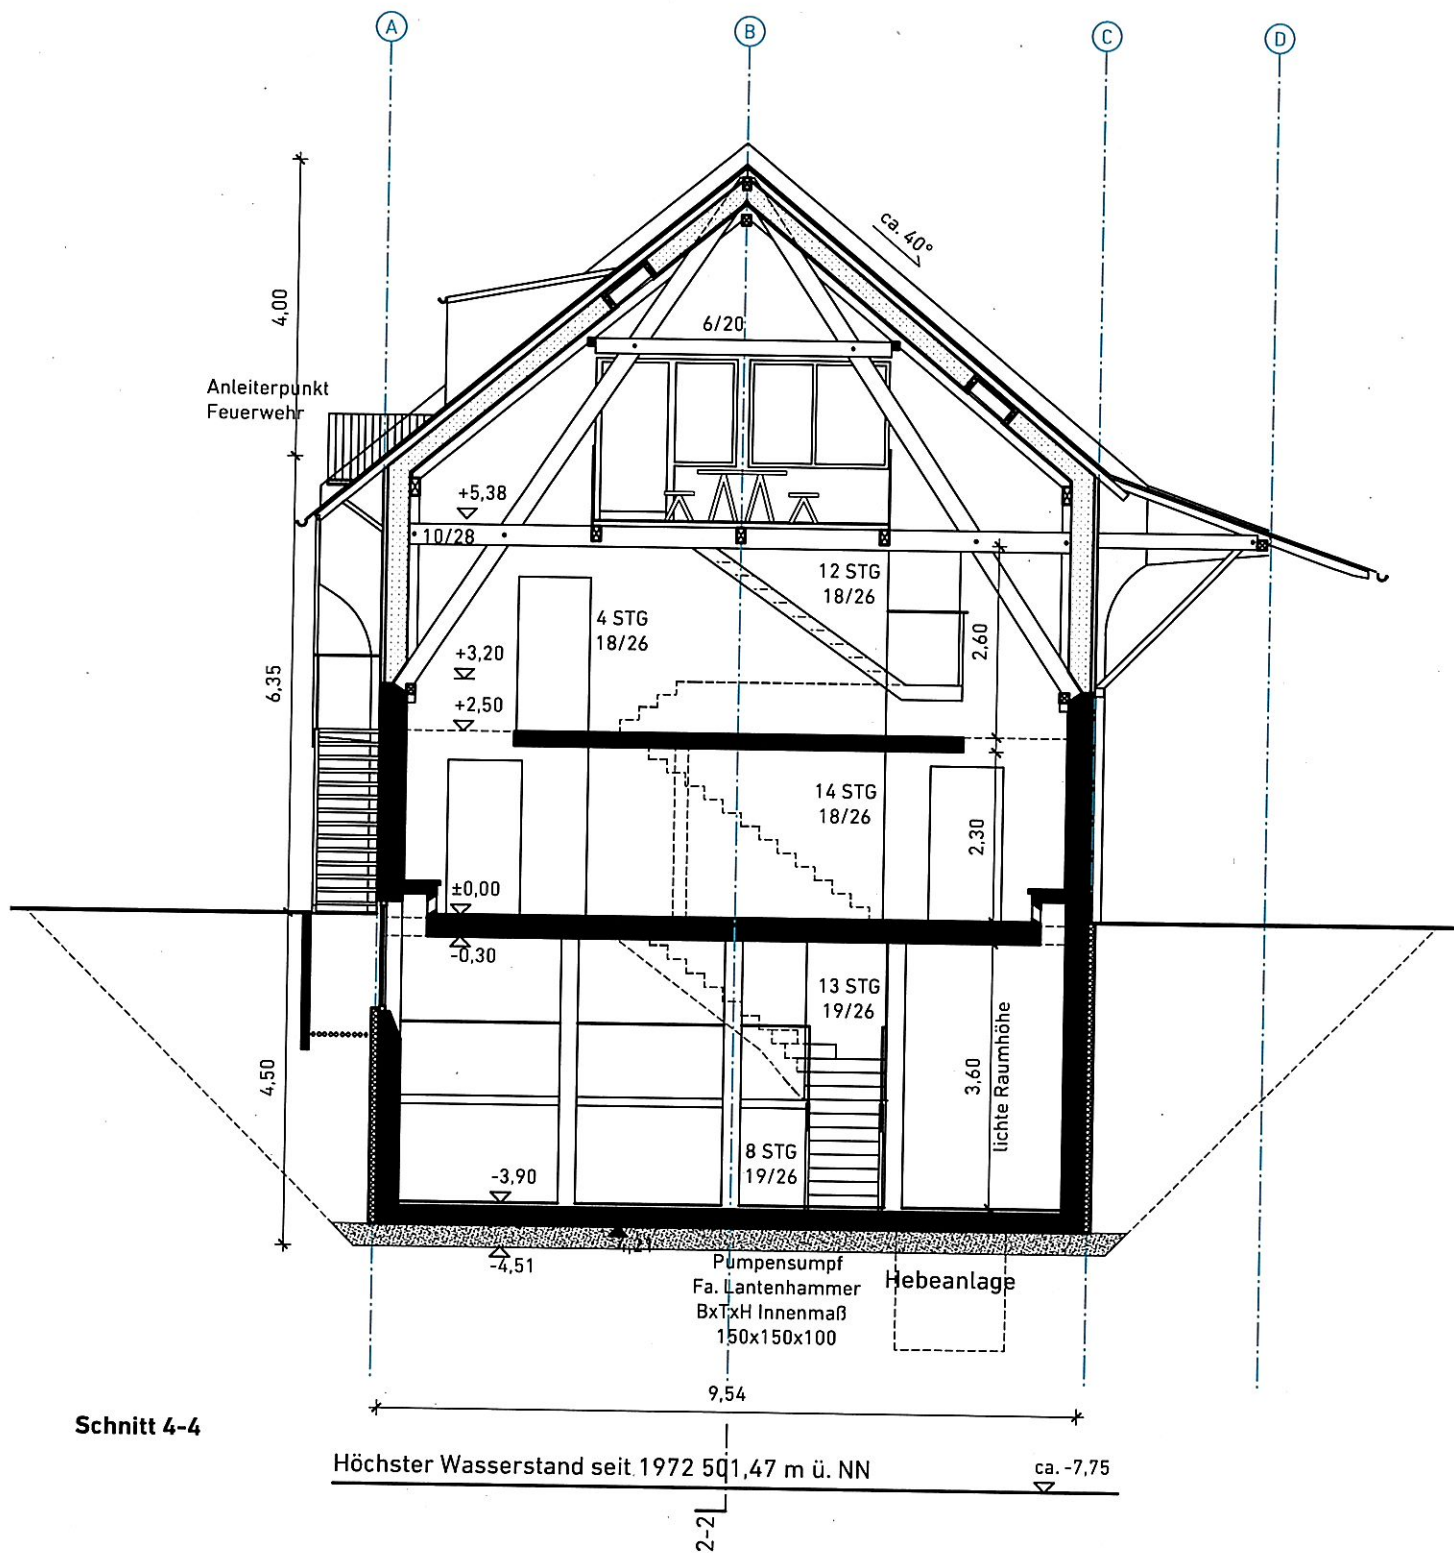 A
B
C
D
ca. 40°
4,00
6/20
Anleiterpunkt
Feuerwehr
+5,38
10/28
12 STG
18/26
4 STG
18/26
2,60
+3,20
6,35
+2,50
14 STG
18/26
2,30
±0,00
-0,30
13 STG
19/26
4,50
3,60
lichte Raumhöhe
8 STG
19/26
-3,90
4,21
-4,51
Pumpensumpf
Fa. Lantenhammer
BxTxH Innenmaß
150x150x100
Hebeanlage
9,54
Schnitt 4-4
Höchster Wasserstand seit 1972 501,47 m ü. NN
ca. -7,75
2-2